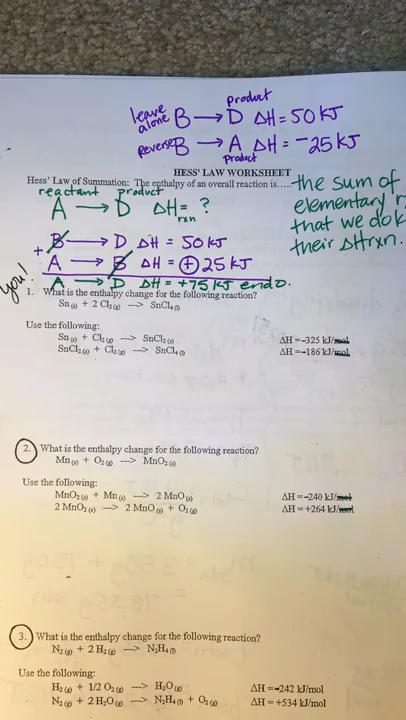 product
leave alone B → D ΔH = 50 KJ
reverse B → A ΔH = -25 KJ
product
HESS' LAW WORKSHEET
Hess' Law of Summation: The enthalpy of an overall reaction is.....the sum of
elementary
that we do
their ΔHrxn.
reactant product
A → D ΔHrxn = ?
B → D ΔH = 50 KJ
+ A → B ΔH = + 25 KJ
A → D ΔH = +75 KJ endo.
you!
1. What is the enthalpy change for the following reaction?
Sn (s) + 2 Cl2 (g) ---> SnCl4 (l)
Use the following:
Sn (s) + Cl2 (g) ---> SnCl2 (s) ΔH = -325 kJ/mol
SnCl2 (s) + Cl2 (g) ---> SnCl4 (l) ΔH = -186 kJ/mol
2. What is the enthalpy change for the following reaction?
Mn (s) + O2 (g) ---> MnO2 (s)
Use the following:
MnO2 (s) + Mn (s) ---> 2 MnO (s) ΔH = -240 kJ/mol
2 MnO2 (s) ---> 2 MnO (s) + O2 (g) ΔH = +264 kJ/mol
3. What is the enthalpy change for the following reaction?
N2 (g) + 2 H2 (g) ---> N2H4 (l)
Use the following:
H2 (g) + 1/2 O2 (g) ---> H2O (g) ΔH = -242 kJ/mol
N2 (g) + 2 H2O (g) ---> N2H4 (l) + O2 (g) ΔH = +534 kJ/mol